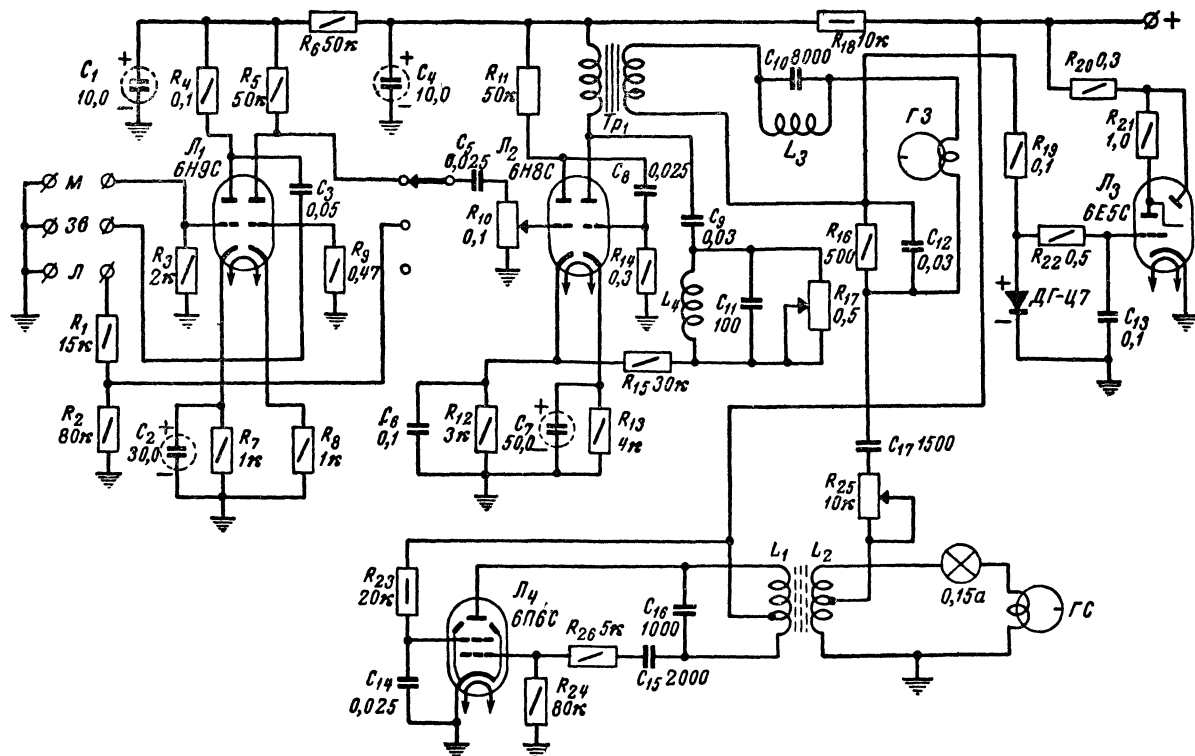 R₆ 50к
R₁₈ 10к
+
C₁
10,0
+
−
R₄
0,1
R₅
50к
C₄
10,0
+
−
R₁₁
50к
Тр₁
C₁₀ 8000
L₃
ГЗ
R₂₀ 0,3
R₂₁
1,0
R₁₉
0,1
Л₃
6Е5С
Л₁
6Н9С
C₃
0,05
C₅
0,025
Л₂
6Н8С
C₈
0,025
R₁₀
0,1
C₉
0,03
R₁₆
500
C₁₂
0,03
R₂₂ 0,5
М
Зв
Л
R₃
2к
R₉
0,47
R₁₄
0,3
L₄
C₁₁
100
R₁₇
0,5
+
−
ДГ-Ц7
C₁₃
0,1
R₁
15к
R₁₅ 30к
R₂
80к
C₂
30,0
+
−
R₇
1к
R₈
1к
C₆
0,1
R₁₂
3к
C₇
50,0
+
−
R₁₃
4к
C₁₇ 1500
R₂₅
10к
L₁
L₂
0,15а
ГС
R₂₃
20к
Л₄
6П6С
C₁₆
1000
R₂₆ 5к
C₁₄
0,025
R₂₄
80к
C₁₅ 2000